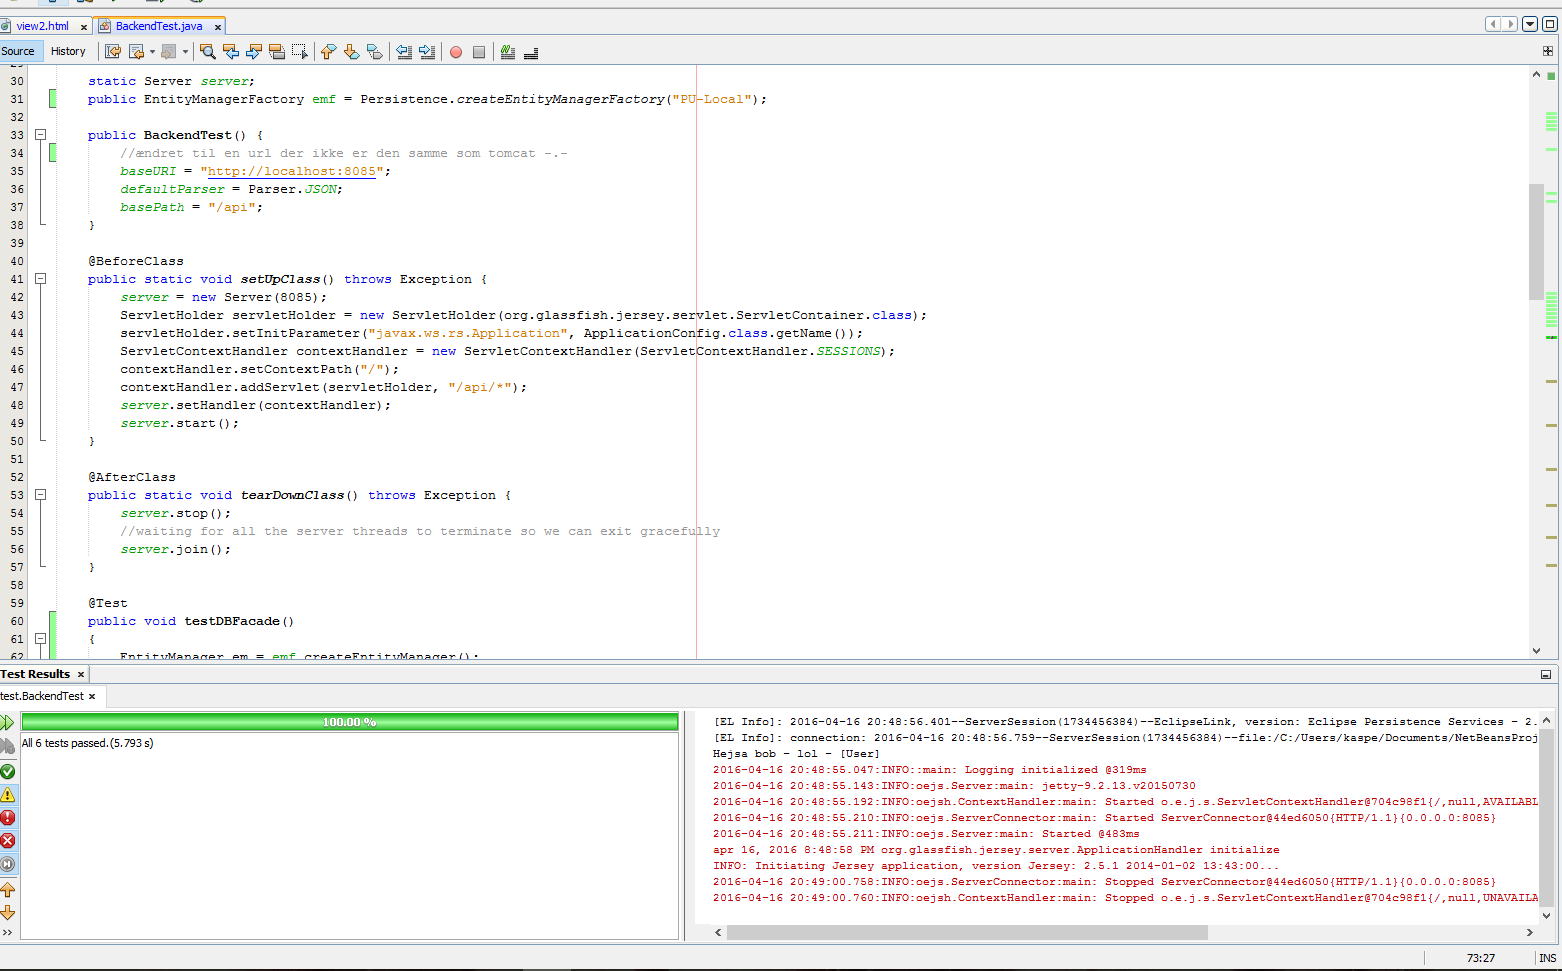 view2.html x BackendTest.java x
Source History
30 static Server server;
31 public EntityManagerFactory emf = Persistence.createEntityManagerFactory("PU-Local");
32
33 public BackendTest() {
34 //ændret til en url der ikke er den samme som tomcat -.-
35 baseURI = "http://localhost:8085";
36 defaultParser = Parser.JSON;
37 basePath = "/api";
38 }
39
40 @BeforeClass
41 public static void setUpClass() throws Exception {
42 server = new Server(8085);
43 ServletHolder servletHolder = new ServletHolder(org.glassfish.jersey.servlet.ServletContainer.class);
44 servletHolder.setInitParameter("javax.ws.rs.Application", ApplicationConfig.class.getName());
45 ServletContextHandler contextHandler = new ServletContextHandler(ServletContextHandler.SESSIONS);
46 contextHandler.setContextPath("/");
47 contextHandler.addServlet(servletHolder, "/api/*");
48 server.setHandler(contextHandler);
49 server.start();
50 }
51
52 @AfterClass
53 public static void tearDownClass() throws Exception {
54 server.stop();
55 //waiting for all the server threads to terminate so we can exit gracefully
56 server.join();
57 }
58
59 @Test
60 public void testDBFacade()
61 {
62 EntityManager em = emf.createEntityManager();
Test Results x
test.BackendTest x
100.00 %
All 6 tests passed.(5.793 s)
[EL Info]: 2016-04-16 20:48:56.401--ServerSession(1734456384)--EclipseLink, version: Eclipse Persistence Services - 2.
[EL Info]: connection: 2016-04-16 20:48:56.759--ServerSession(1734456384)--file:/C:/Users/kaspe/Documents/NetBeansProj
Hejsa bob - lol - [User]
2016-04-16 20:48:55.047:INFO::main: Logging initialized @319ms
2016-04-16 20:48:55.143:INFO:oejs.Server:main: jetty-9.2.13.v20150730
2016-04-16 20:48:55.192:INFO:oejsh.ContextHandler:main: Started o.e.j.s.ServletContextHandler@704c98f1{/,null,AVAILABL
2016-04-16 20:48:55.210:INFO:oejs.ServerConnector:main: Started ServerConnector@44ed6050{HTTP/1.1}{0.0.0.0:8085}
2016-04-16 20:48:55.211:INFO:oejs.Server:main: Started @483ms
apr 16, 2016 8:48:58 PM org.glassfish.jersey.server.ApplicationHandler initialize
INFO: Initiating Jersey application, version Jersey: 2.5.1 2014-01-02 13:43:00...
2016-04-16 20:49:00.758:INFO:oejs.ServerConnector:main: Stopped ServerConnector@44ed6050{HTTP/1.1}{0.0.0.0:8085}
2016-04-16 20:49:00.760:INFO:oejsh.ContextHandler:main: Stopped o.e.j.s.ServletContextHandler@704c98f1{/,null,UNAVAILA
73:27 INS